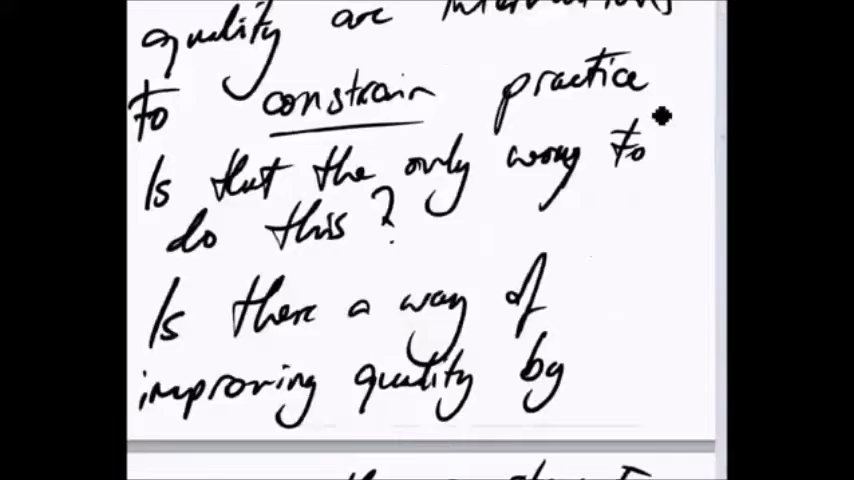 quality are interventions
to constrain practice
Is that the only way to
do this?
Is there a way of
improving quality by